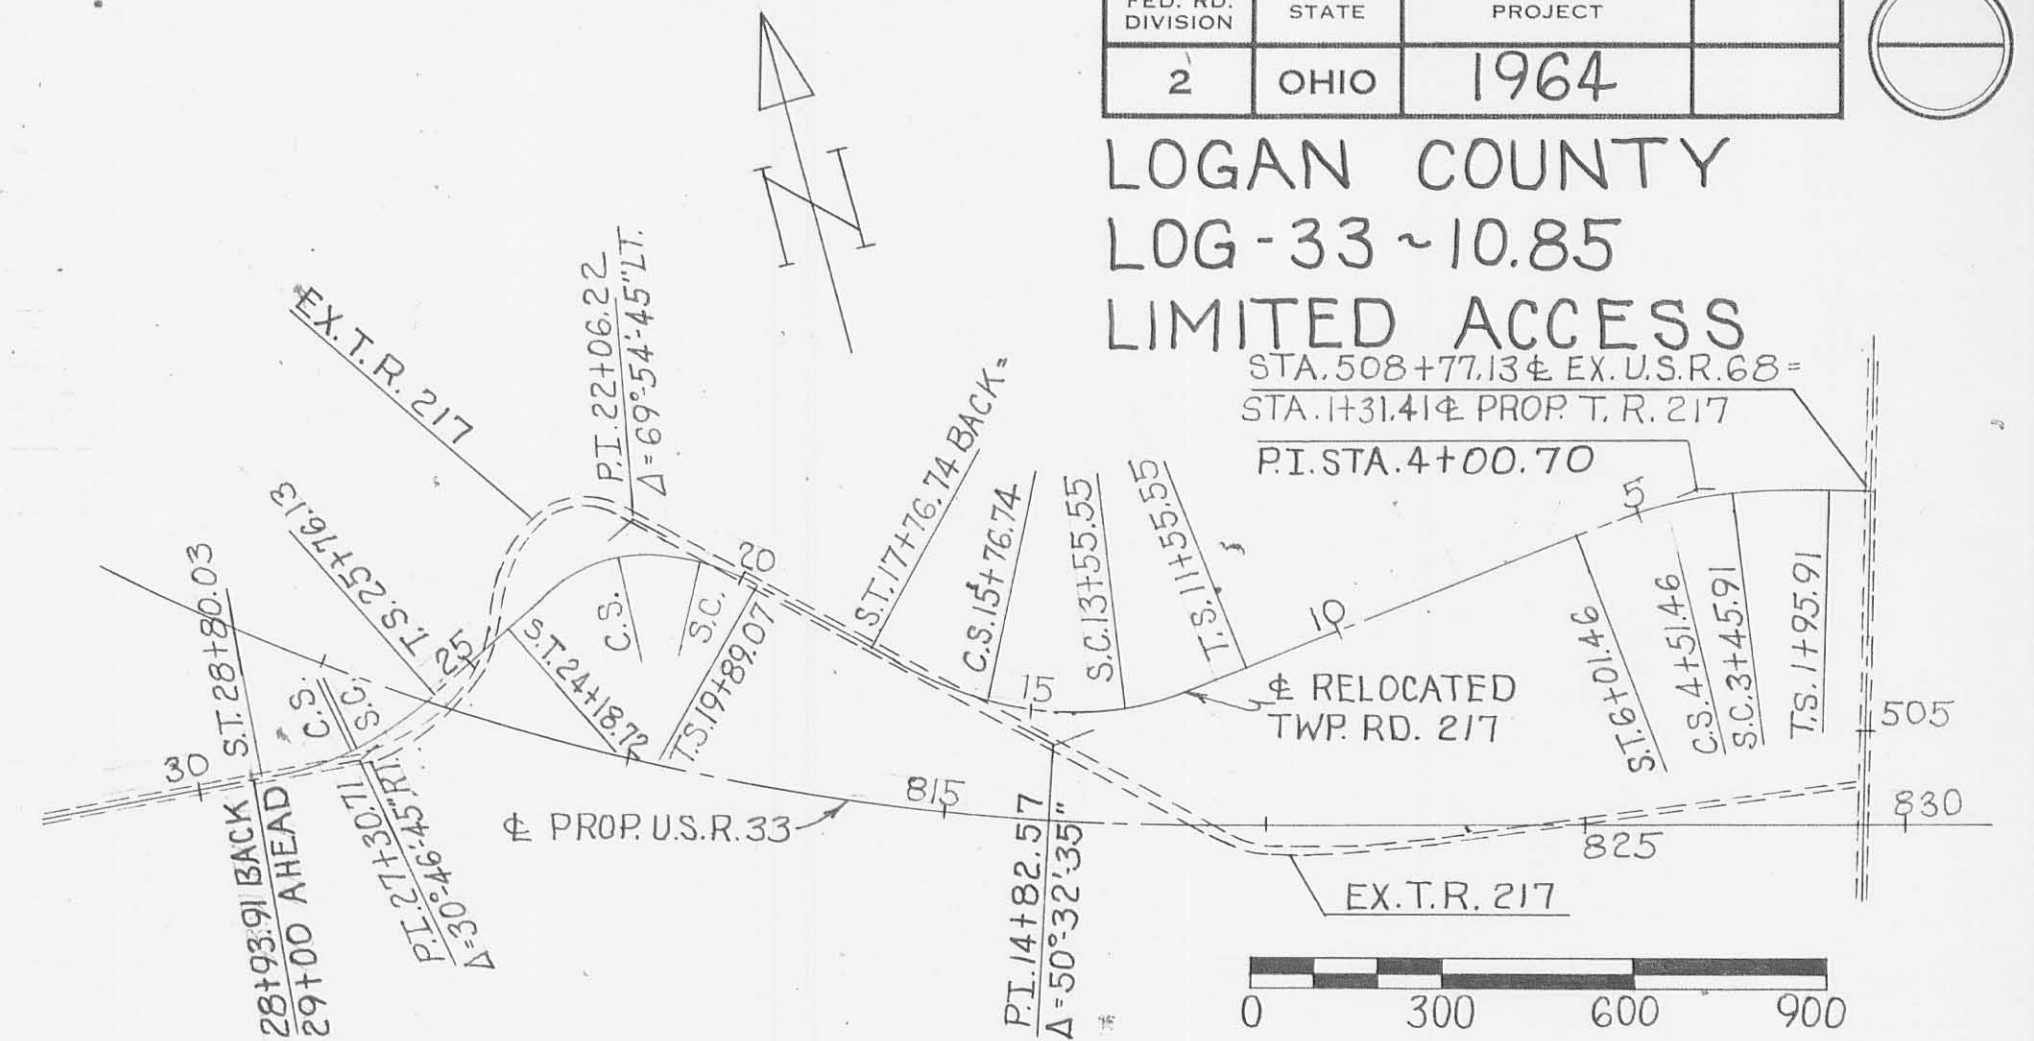 FED. RD.
DIVISION
STATE
PROJECT
2
OHIO
1964
LOGAN COUNTY
LOG-33~10.85
LIMITED ACCESS
N
STA.508+77.13 ℄ EX.U.S.R.68=
STA.1+31.41 ℄ PROP. T.R.217
P.I.STA.4+00.70
EX.T.R.217
P.I.22+06.22
Δ=69°-54'-45"LT.
S.T.17+76.74 BACK=
C.S.15+76.74
S.C.13+55.55
T.S.11+55.55
T.S.25+76.13
S.T.28+80.03
C.S.
S.C.
25
S.T.24+18.72
C.S.
S.C.
20
T.S.19+89.07
15
10
5
S.T.6+01.46
C.S.4+51.46
S.C.3+45.91
T.S.1+95.91
℄ RELOCATED
TWP. RD. 217
505
30
28+93.91 BACK
29+00 AHEAD
P.I.27+30.71
Δ=30°-46'-45"RT.
℄ PROP. U.S.R.33
815
P.I.14+82.57
Δ=50°-32'-35"
825
830
EX.T.R. 217
0 300 600 900